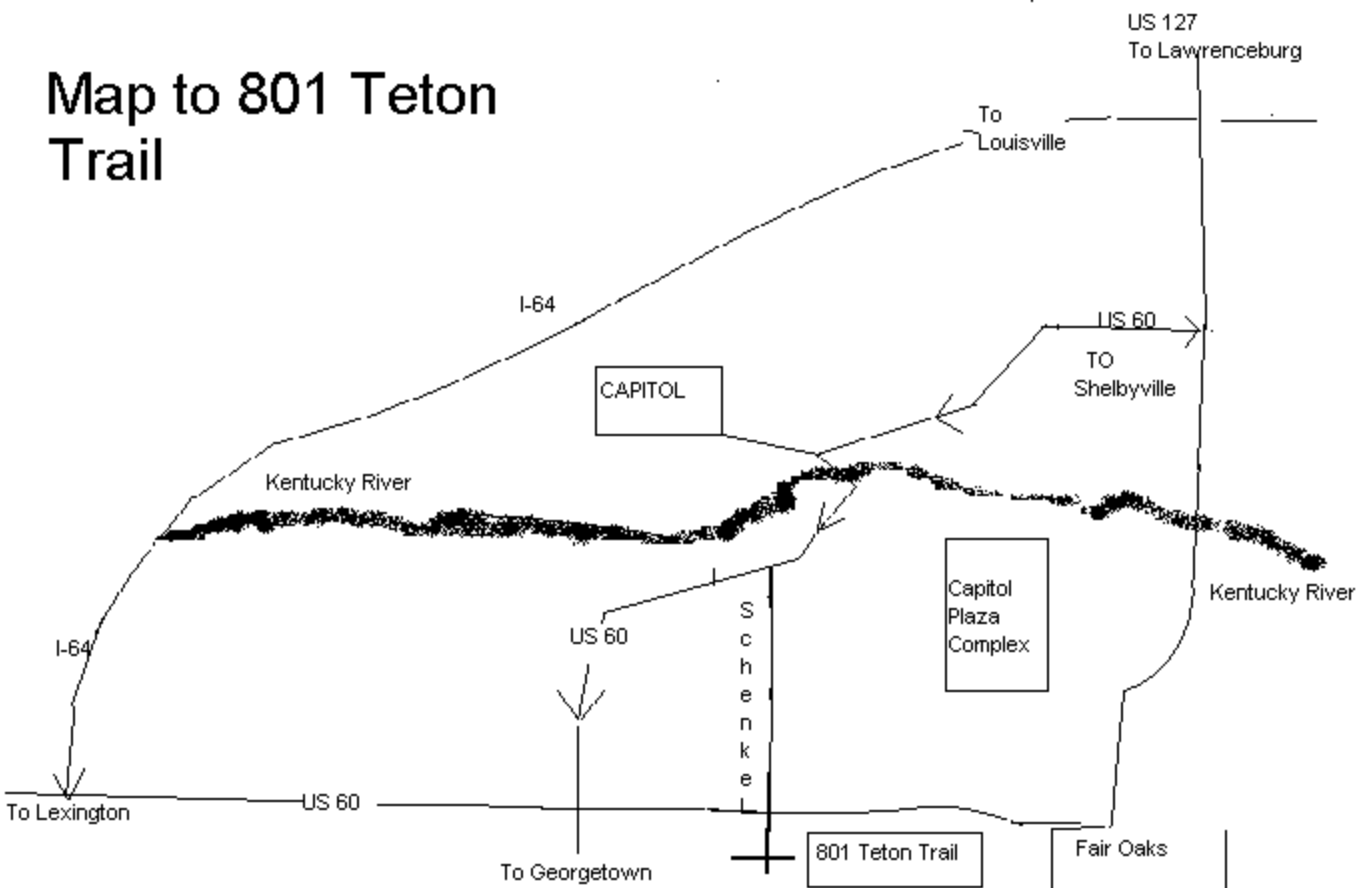 US 127
To Lawrenceburg
Map to 801 Teton
Trail
To
Louisville
I-64
US 60
TO
Shelbyville
CAPITOL
Kentucky River
Capitol
Plaza
Complex
Kentucky River
I-64
US 60
S
c
h
e
n
k
e
l
To Lexington
US 60
801 Teton Trail
Fair Oaks
To Georgetown